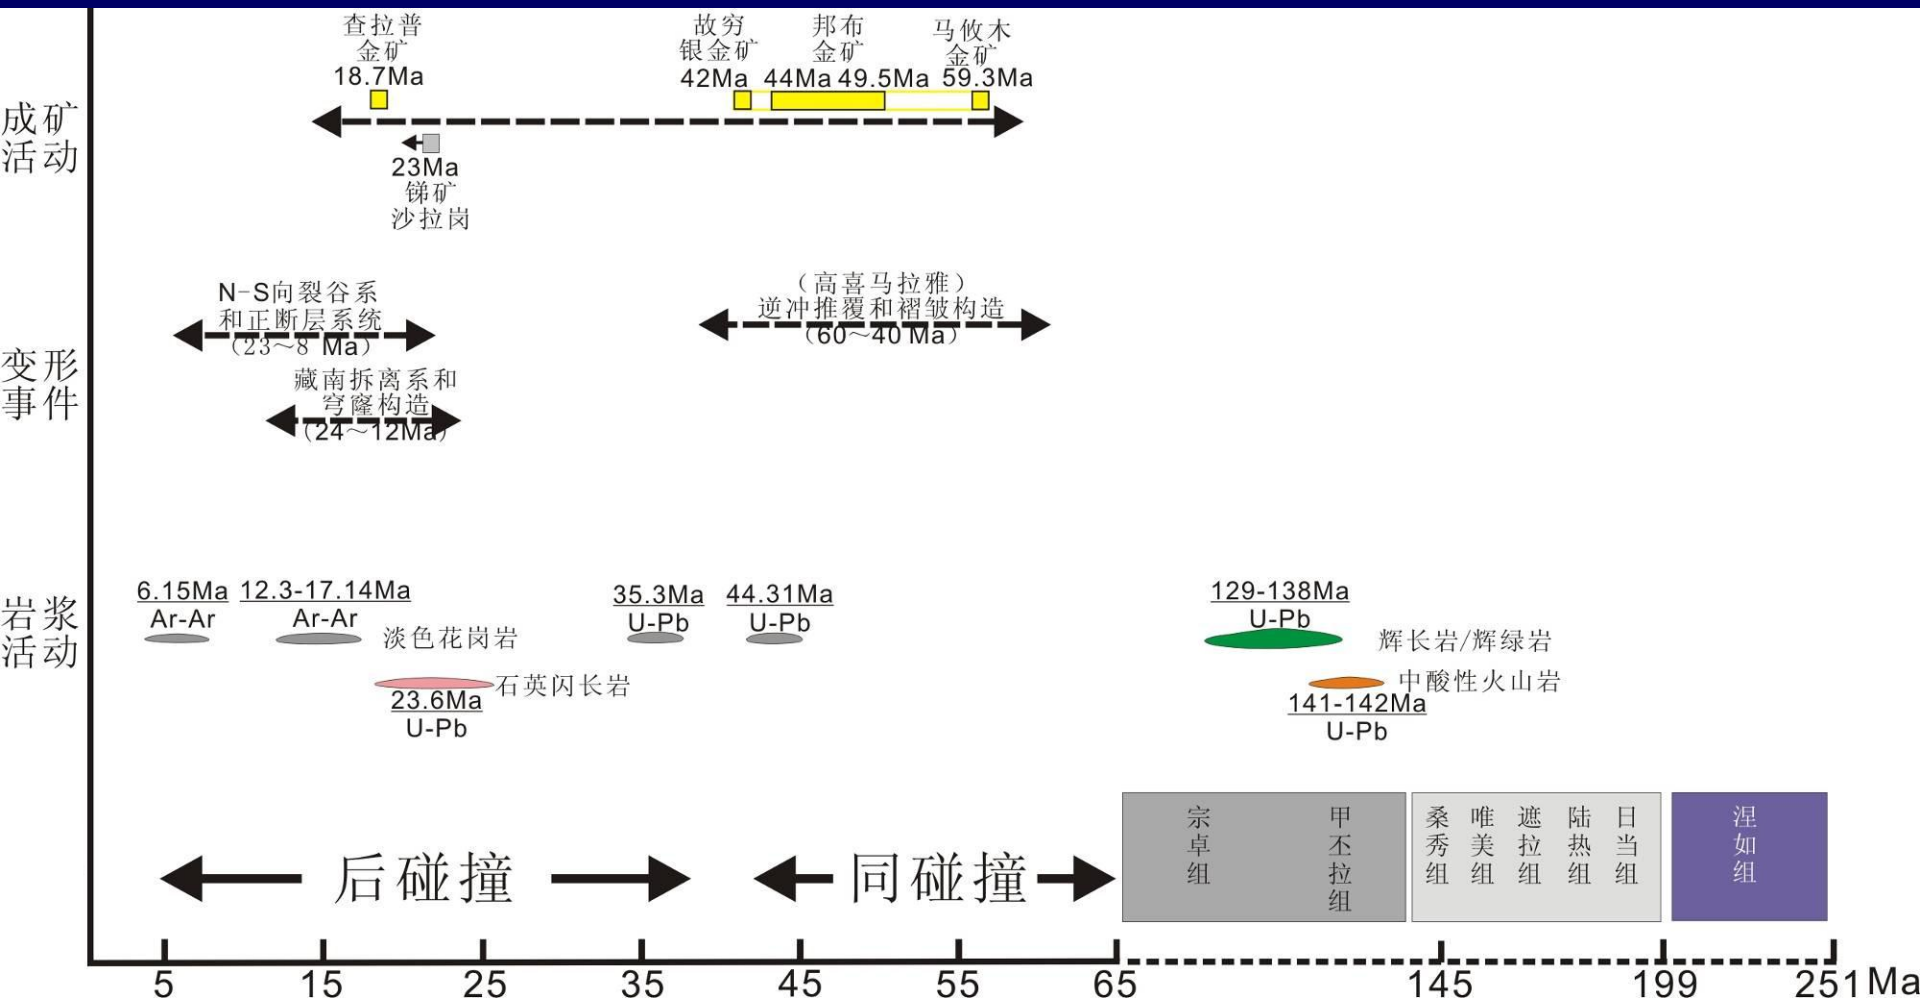 查拉普
金矿
18.7Ma
故穷
银金矿
42Ma
邦布
金矿
44Ma 49.5Ma
马攸木
金矿
59.3Ma
成矿
活动
23Ma
锑矿
沙拉岗
N-S向裂谷系
和正断层系统
(23～8 Ma)
(高喜马拉雅)
逆冲推覆和褶皱构造
(60～40 Ma)
变形
事件
藏南拆离系和
穹窿构造
(24～12Ma)
岩浆
活动
6.15Ma
Ar-Ar
12.3-17.14Ma
Ar-Ar
淡色花岗岩
35.3Ma
U-Pb
44.31Ma
U-Pb
129-138Ma
U-Pb
辉长岩/辉绿岩
石英闪长岩
23.6Ma
U-Pb
中酸性火山岩
141-142Ma
U-Pb
后碰撞
同碰撞
宗卓组
甲不拉组
桑秀组
唯美组
遮拉组
陆热组
日当组
涅如组
5 15 25 35 45 55 65 145 199 251 Ma